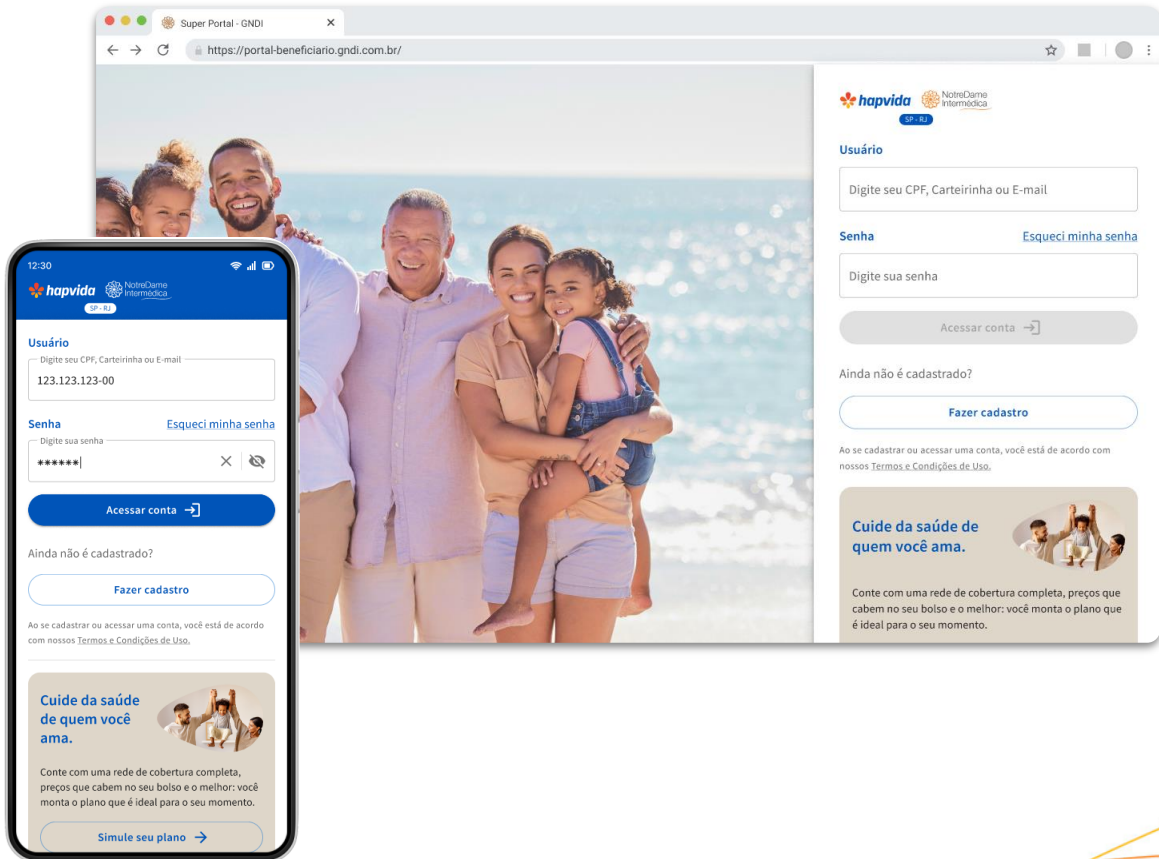 Super Portal - GNDI
https://portal-beneficiario.gndi.com.br/
hapvida
NotreDame
Intermédica
SP - RJ
Usuário
Digite seu CPF, Carteirinha ou E-mail
Senha Esqueci minha senha
Digite sua senha
Acessar conta
Ainda não é cadastrado?
Fazer cadastro
Ao se cadastrar ou acessar uma conta, você está de acordo com
nossos Termos e Condições de Uso.
Cuide da saúde de
quem você ama.
Conte com uma rede de cobertura completa, preços que
cabem no seu bolso e o melhor: você monta o plano que
é ideal para o seu momento.
12:30
hapvida
NotreDame
Intermédica
SP - RJ
Usuário
Digite seu CPF, Carteirinha ou E-mail
123.123.123-00
Senha Esqueci minha senha
Digite sua senha
******
Acessar conta
Ainda não é cadastrado?
Fazer cadastro
Ao se cadastrar ou acessar uma conta, você está de acordo
com nossos Termos e Condições de Uso.
Cuide da saúde
de quem você
ama.
Conte com uma rede de cobertura completa,
preços que cabem no seu bolso e o melhor: você
monta o plano que é ideal para o seu momento.
Simule seu plano